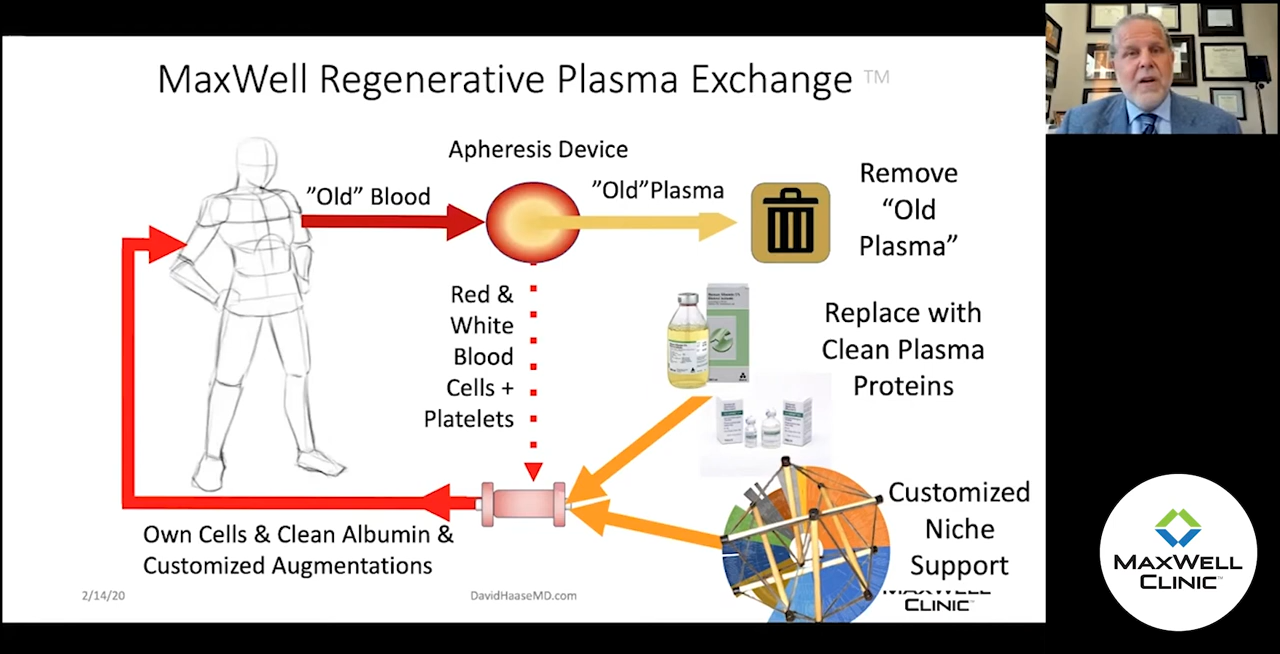 MaxWell Regenerative Plasma Exchange ™
Apheresis Device
”Old” Blood
”Old”Plasma
Remove
“Old
Plasma”
Red &
White
Blood
Cells +
Platelets
Replace with
Clean Plasma
Proteins
Customized
Niche
Support
Own Cells & Clean Albumin &
Customized Augmentations
2/14/20
DavidHaaseMD.com
MAXWELL
CLINIC™
MAXWELL
CLINIC™